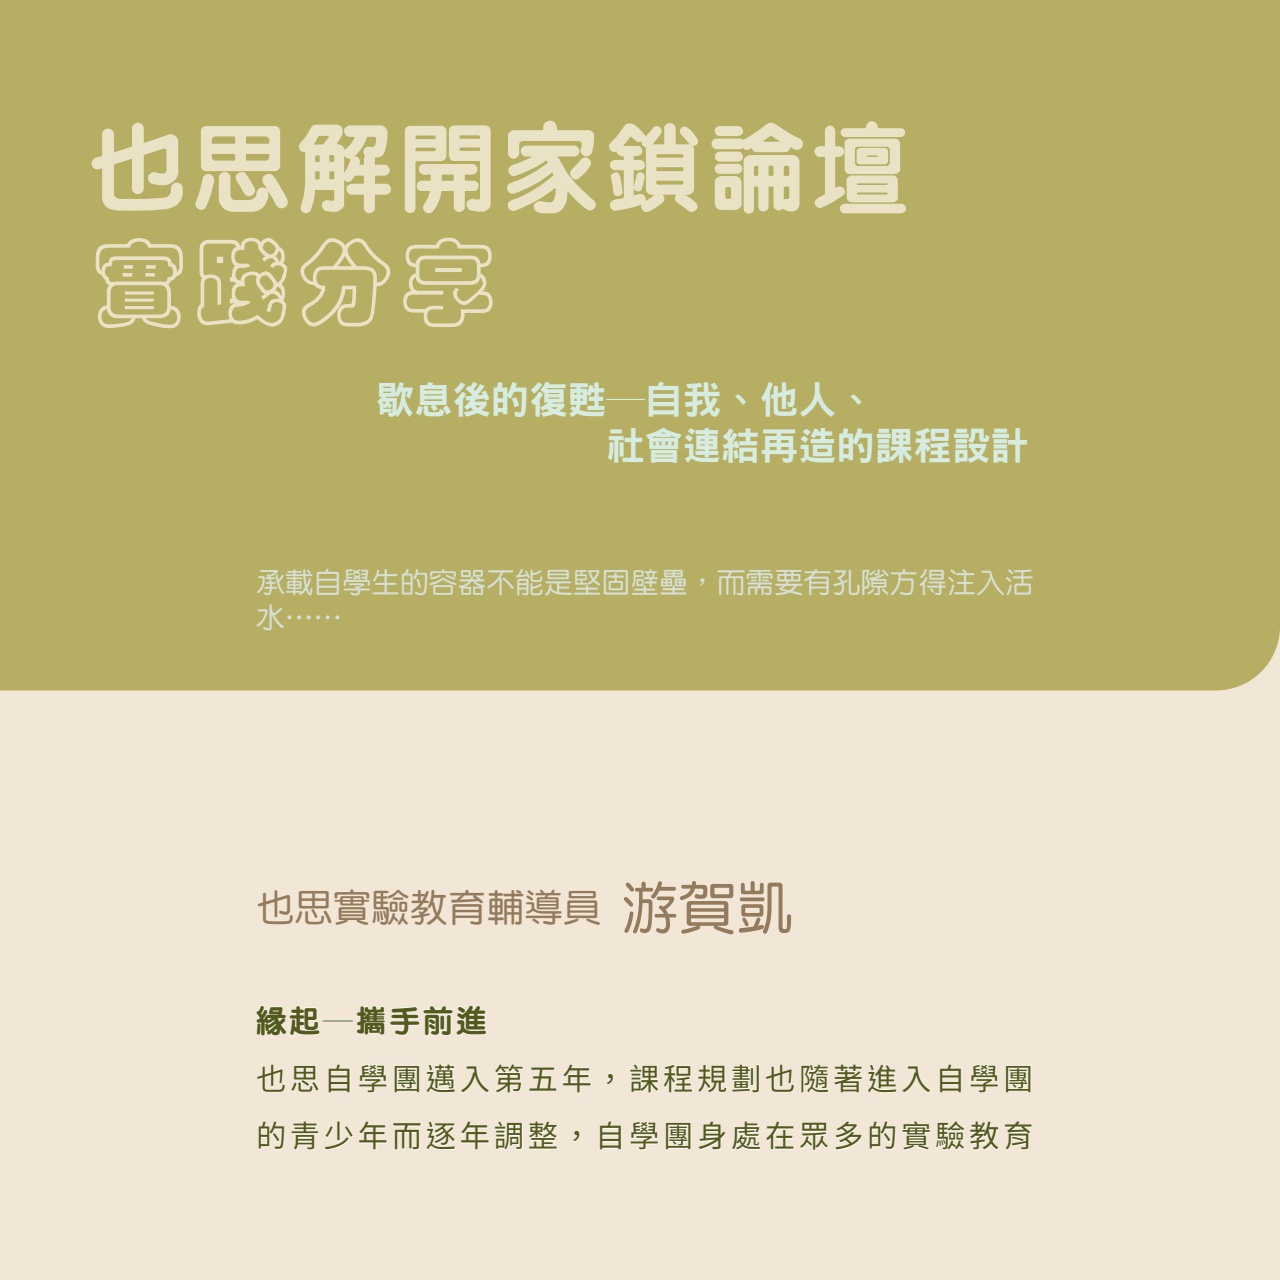 也思解開家鎖論壇
實踐分享
歇息後的復甦─自我、他人、
社會連結再造的課程設計
承載自學生的容器不能是堅固壁壘，而需要有孔隙方得注入活
水⋯⋯
也思實驗教育輔導員 游賀凱
緣起─攜手前進
也思自學團邁入第五年，課程規劃也隨著進入自學團
的青少年而逐年調整，自學團身處在眾多的實驗教育